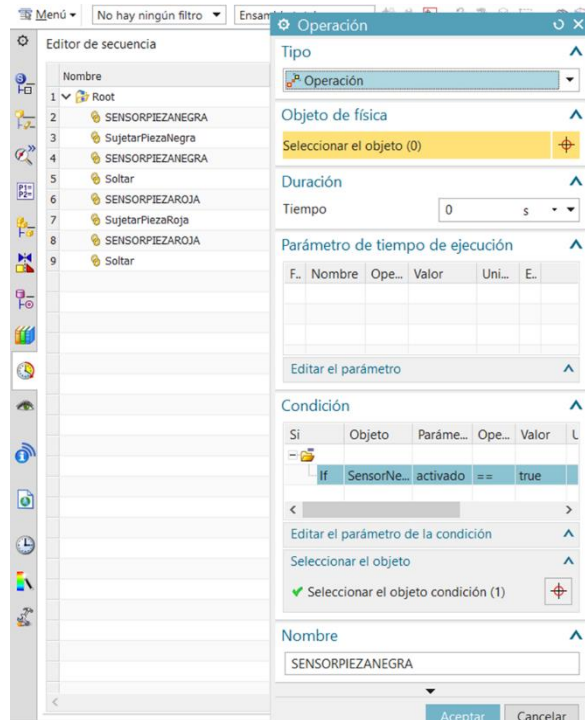 Menú
No hay ningún filtro
Operación
Editor de secuencia
Tipo
Nombre
Operación
1 Root
2 SENSORPIEZANEGRA
Objeto de física
3 SujetarPiezaNegra
Seleccionar el objeto (0)
4 SENSORPIEZANEGRA
5 Soltar
Duración
6 SENSORPIEZAROJA
Tiempo 0 s
7 SujetarPiezaRoja
8 SENSORPIEZAROJA
Parámetro de tiempo de ejecución
9 Soltar
F.. Nombre Ope... Valor Uni... E..
Editar el parámetro
Condición
Si Objeto Paráme... Ope... Valor U
If SensorNe... activado == true
Editar el parámetro de la condición
Seleccionar el objeto
Seleccionar el objeto condición (1)
Nombre
SENSORPIEZANEGRA
Aceptar Cancelar